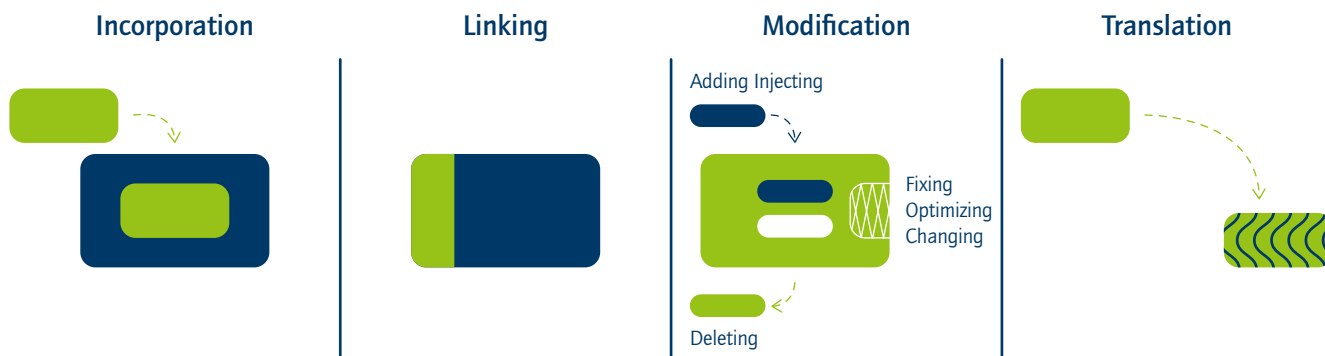 Incorporation
Linking
Modification
Translation
Adding Injecting
Fixing
Optimizing
Changing
Deleting